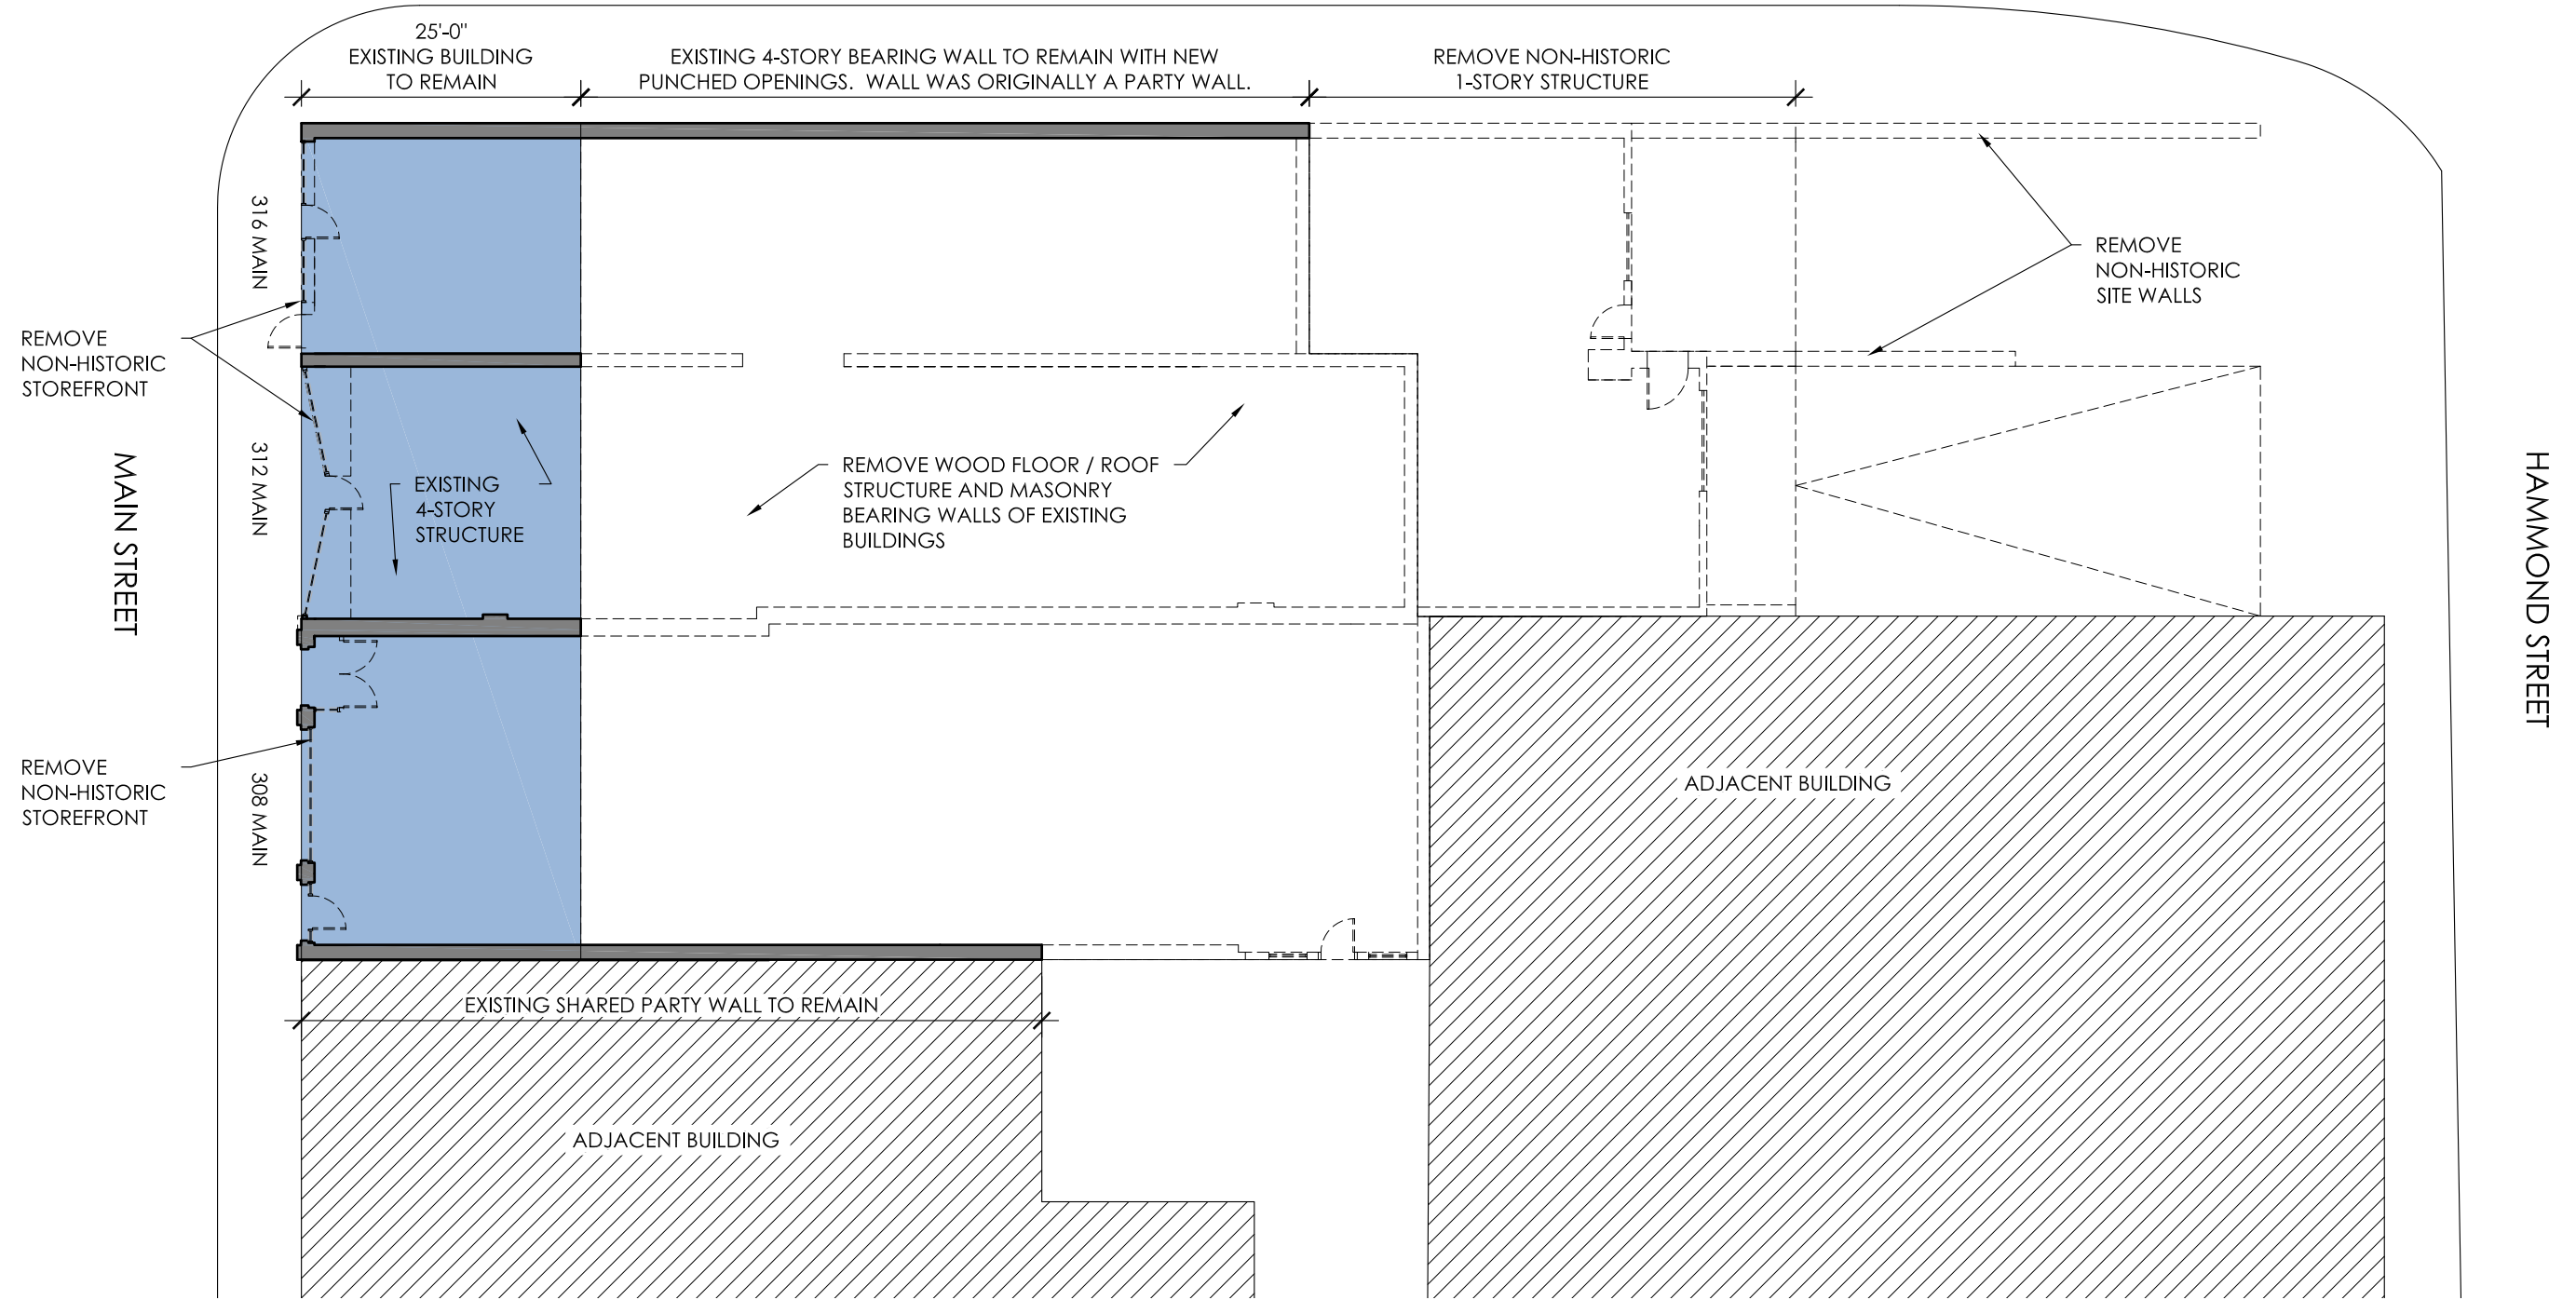 25'-0"
EXISTING BUILDING
TO REMAIN
EXISTING 4-STORY BEARING WALL TO REMAIN WITH NEW
PUNCHED OPENINGS. WALL WAS ORIGINALLY A PARTY WALL.
REMOVE NON-HISTORIC
1-STORY STRUCTURE
316 MAIN
REMOVE
NON-HISTORIC
SITE WALLS
REMOVE
NON-HISTORIC
STOREFRONT
312 MAIN
EXISTING
4-STORY
STRUCTURE
REMOVE WOOD FLOOR / ROOF
STRUCTURE AND MASONRY
BEARING WALLS OF EXISTING
BUILDINGS
MAIN STREET
HAMMOND STREET
REMOVE
NON-HISTORIC
STOREFRONT
308 MAIN
ADJACENT BUILDING
EXISTING SHARED PARTY WALL TO REMAIN
ADJACENT BUILDING